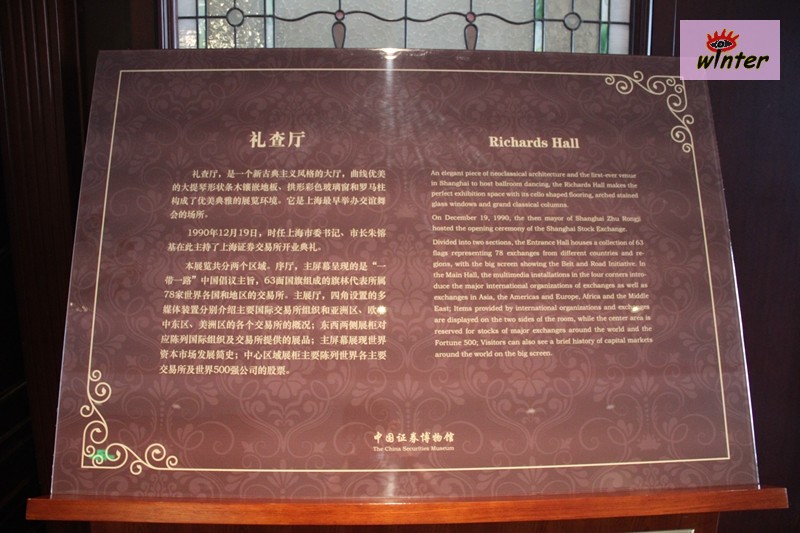 winter
礼查厅
礼查厅，是一个新古典主义风格的大厅，曲线优美
的大提琴形状条木镶嵌地板、拱形彩色玻璃窗和罗马柱
构成了优美典雅的展览环境。它是上海最早举办交谊舞
会的场所。
1990年12月19日，时任上海市委书记、市长朱镕
基在此主持了上海证券交易所开业典礼。
本展览共分两个区域。序厅，主屏幕呈现的是“一
带一路”中国倡议主旨，63面国旗组成的旗林代表所属
78家世界各国和地区的交易所。主展厅，四角设置的多
媒体装置分别介绍主要国际交易所组织和亚洲区、欧
中东区、美洲区的各个交易所的概况；东西两侧展柜对
应陈列国际组织及交易所提供的展品；主屏幕展现世界
资本市场发展简史；中心区域展柜主要陈列世界各主要
交易所及世界500强公司的股票。
Richards Hall
An elegant piece of neoclassical architecture and the first-ever venue
in Shanghai to host ballroom dancing, the Richards Hall makes the
perfect exhibition space with its cello shaped flooring, arched stained
glass windows and grand classical columns.
On December 19, 1990, the then mayor of Shanghai Zhu Rongji
hosted the opening ceremony of the Shanghai Stock Exchange.
Divided into two sections, the Entrance Hall houses a collection of 63
flags representing 78 exchanges from different countries and re-
gions, with the big screen showing the Belt and Road Initiative. In
the Main Hall, the multimedia installations in the four corners intro-
duce the major international organizations of exchanges as well as
exchanges in Asia, the Americas and Europe, Africa and the Middle
East; Items provided by international organizations and exchanges
are displayed on the two sides of the room, while the center area is
reserved for stocks of major exchanges around the world and the
Fortune 500; Visitors can also see a brief history of capital markets
around the world on the big screen.
中国证券博物馆
The China Securities Museum